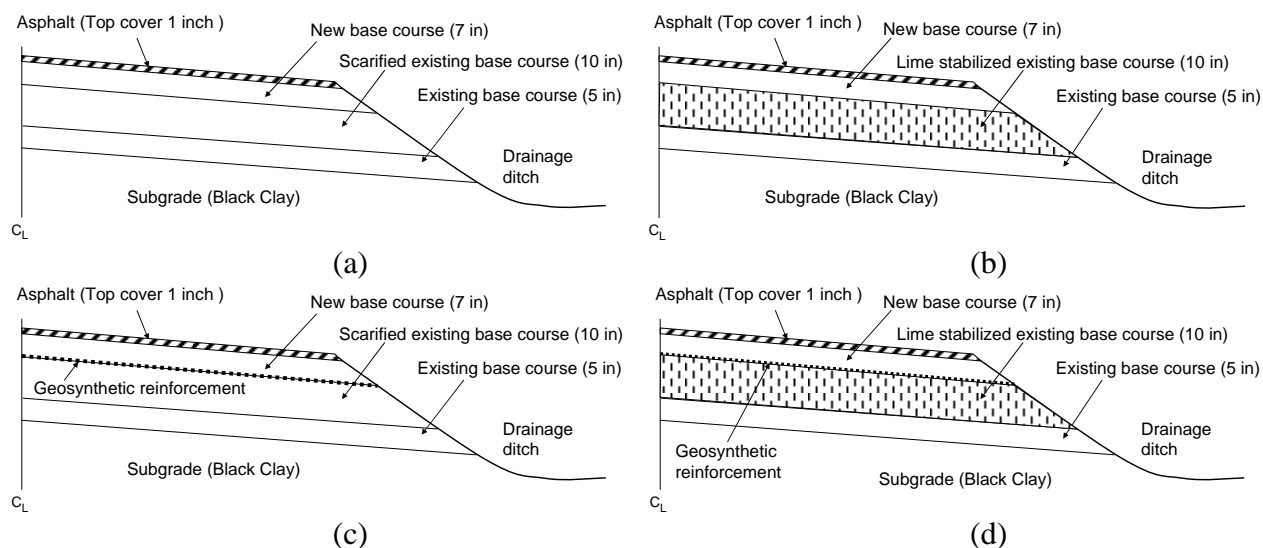 Asphalt (Top cover 1 inch )
New base course (7 in)
Scarified existing base course (10 in)
Existing base course (5 in)
Drainage
ditch
Subgrade (Black Clay)
CL
(a)
Asphalt (Top cover 1 inch )
New base course (7 in)
Lime stabilized existing base course (10 in)
Existing base course (5 in)
Drainage
ditch
Subgrade (Black Clay)
CL
(b)
Asphalt (Top cover 1 inch )
New base course (7 in)
Scarified existing base course (10 in)
Existing base course (5 in)
Geosynthetic reinforcement
Drainage
ditch
Subgrade (Black Clay)
CL
(c)
Asphalt (Top cover 1 inch )
New base course (7 in)
Lime stabilized existing base course (10 in)
Existing base course (5 in)
Drainage
ditch
Geosynthetic
reinforcement
Subgrade (Black Clay)
CL
(d)